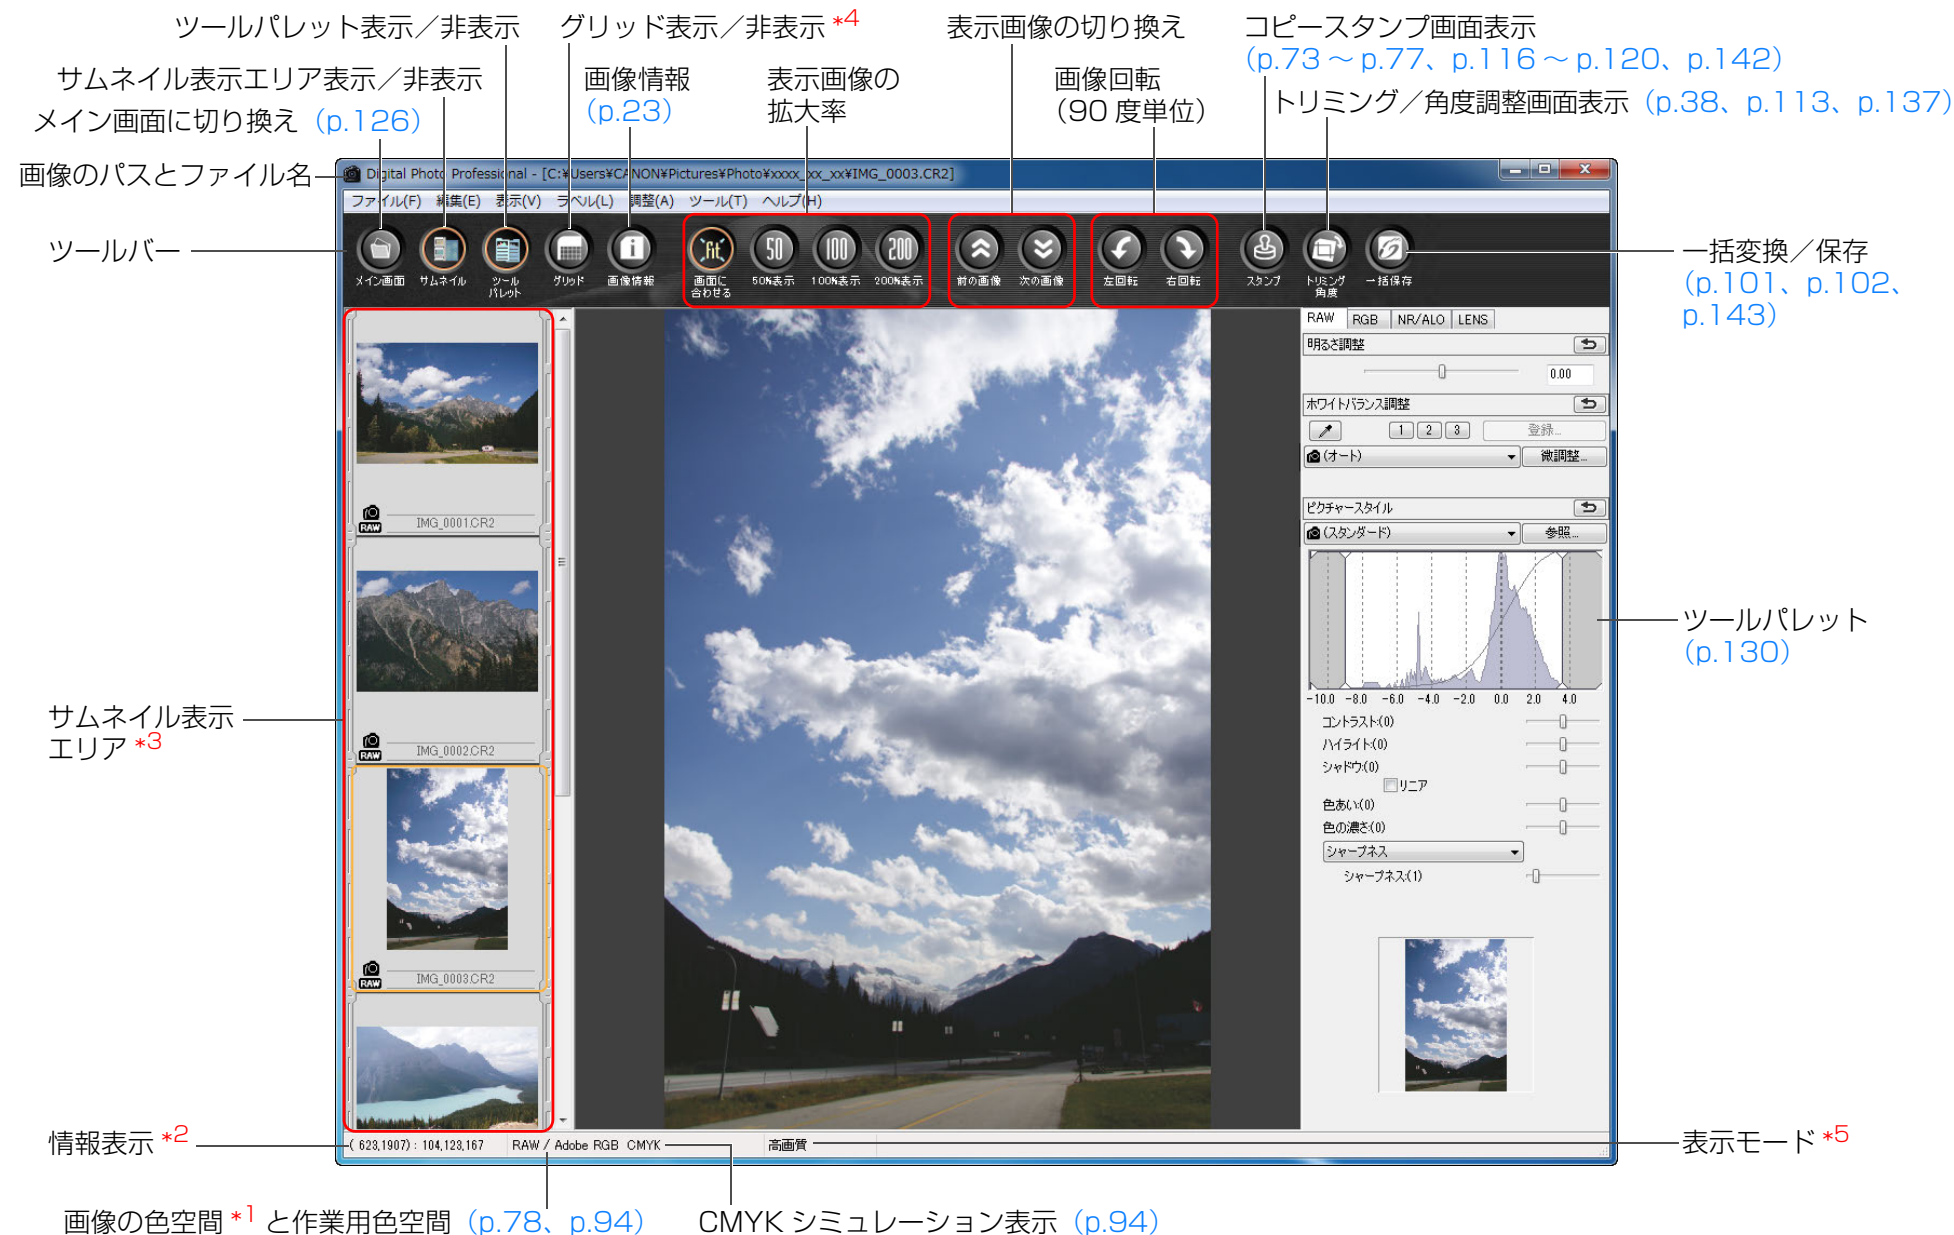 ツールパレット表示／非表示
グリッド表示／非表示 *4
表示画像の切り換え
コピースタンプ画面表示
（p.73 ～ p.77、p.116 ～ p.120、p.142）
サムネイル表示エリア表示／非表示
画像情報
（p.23）
表示画像の
拡大率
画像回転
（90 度単位）
トリミング／角度調整画面表示（p.38、p.113、p.137）
メイン画面に切り換え（p.126）
画像のパスとファイル名
Digital Photo Professional - [C:¥Users¥CANON¥Pictures¥Photo¥xxxx_xx_xx¥IMG_0003.CR2]
ファイル(F) 編集(E) 表示(V) ラベル(L) 調整(A) ツール(T) ヘルプ(H)
ツールバー
fit 50 100 200
メイン画面 サムネイル ツール
パレット グリッド 画像情報 画面に
合わせる 50%表示 100%表示 200%表示 前の画像 次の画像 左回転 右回転 スタンプ トリミング
角度 一括保存
一括変換／保存
（p.101、p.102、
p.143）
RAW RGB NR/ALO LENS
明るさ調整
0.00
ホワイトバランス調整
1 2 3 登録...
(オート) 微調整...
ピクチャースタイル
(スタンダード) 参照...
-10.0 -8.0 -6.0 -4.0 -2.0 0.0 2.0 4.0
コントラスト:(0)
ハイライト:(0)
シャドウ:(0)
リニア
色あい:(0)
色の濃さ:(0)
シャープネス
シャープネス:(1)
ツールパレット
（p.130）
RAW IMG_0001.CR2
RAW IMG_0002.CR2
RAW IMG_0003.CR2
サムネイル表示
エリア *3
情報表示 *2
( 623,1907) : 104,123,167 RAW / Adobe RGB CMYK 高画質
表示モード *5
画像の色空間 *1 と作業用色空間（p.78、p.94）
CMYK シミュレーション表示（p.94）